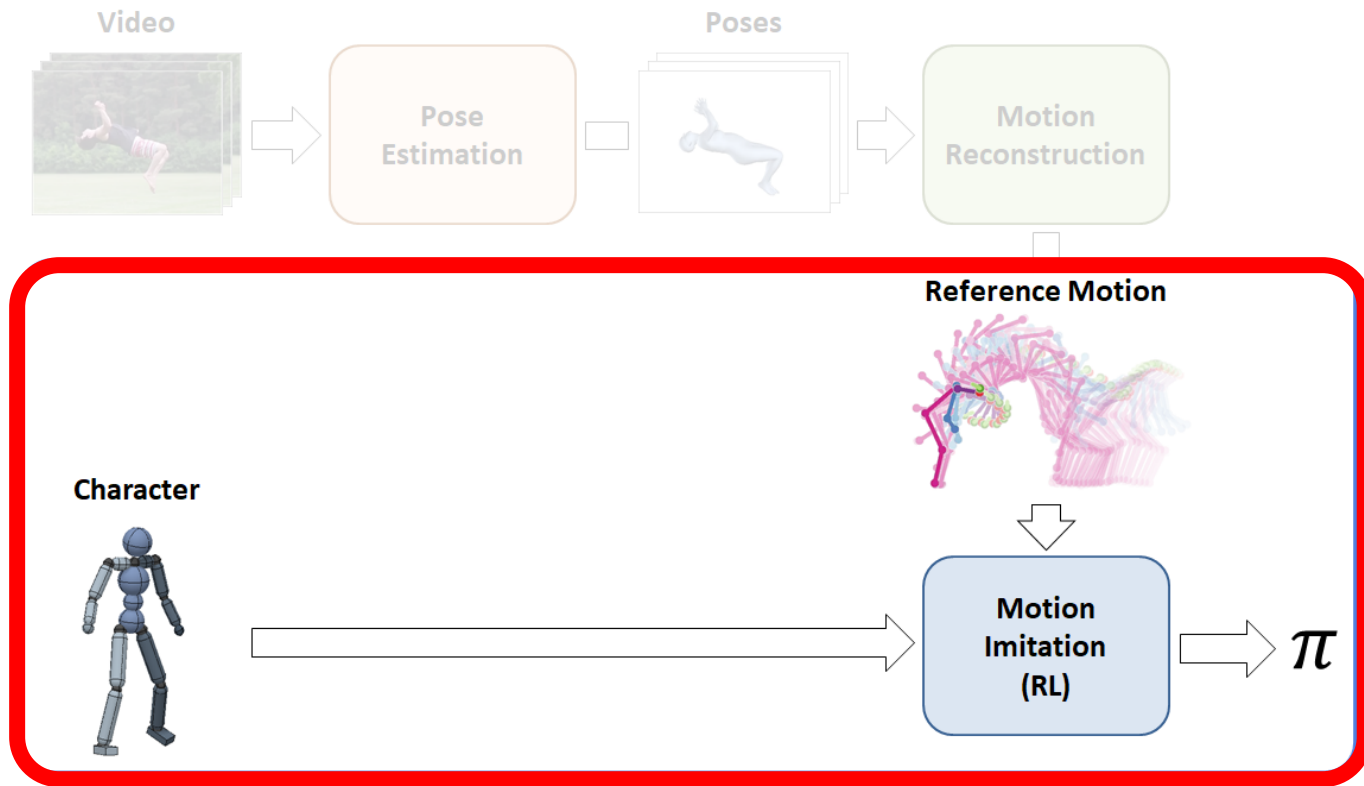 Video
Poses
Pose
Estimation
Motion
Reconstruction
Reference Motion
Character
Motion
Imitation
(RL)
π